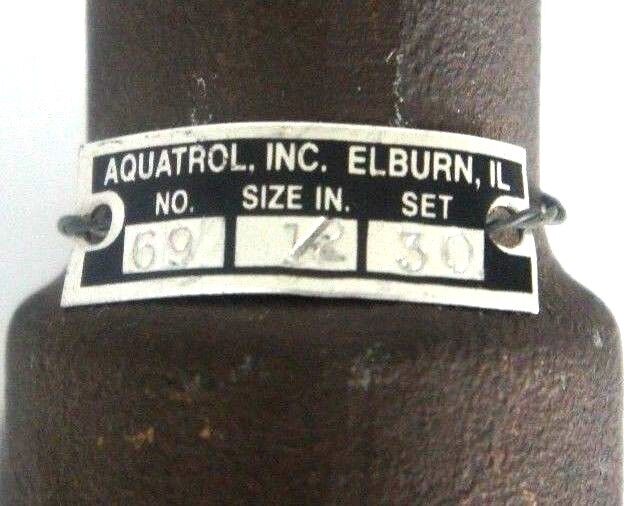 AQUATROL, INC. ELBURN, IL
NO. SIZE IN. SET
69 1/2 30